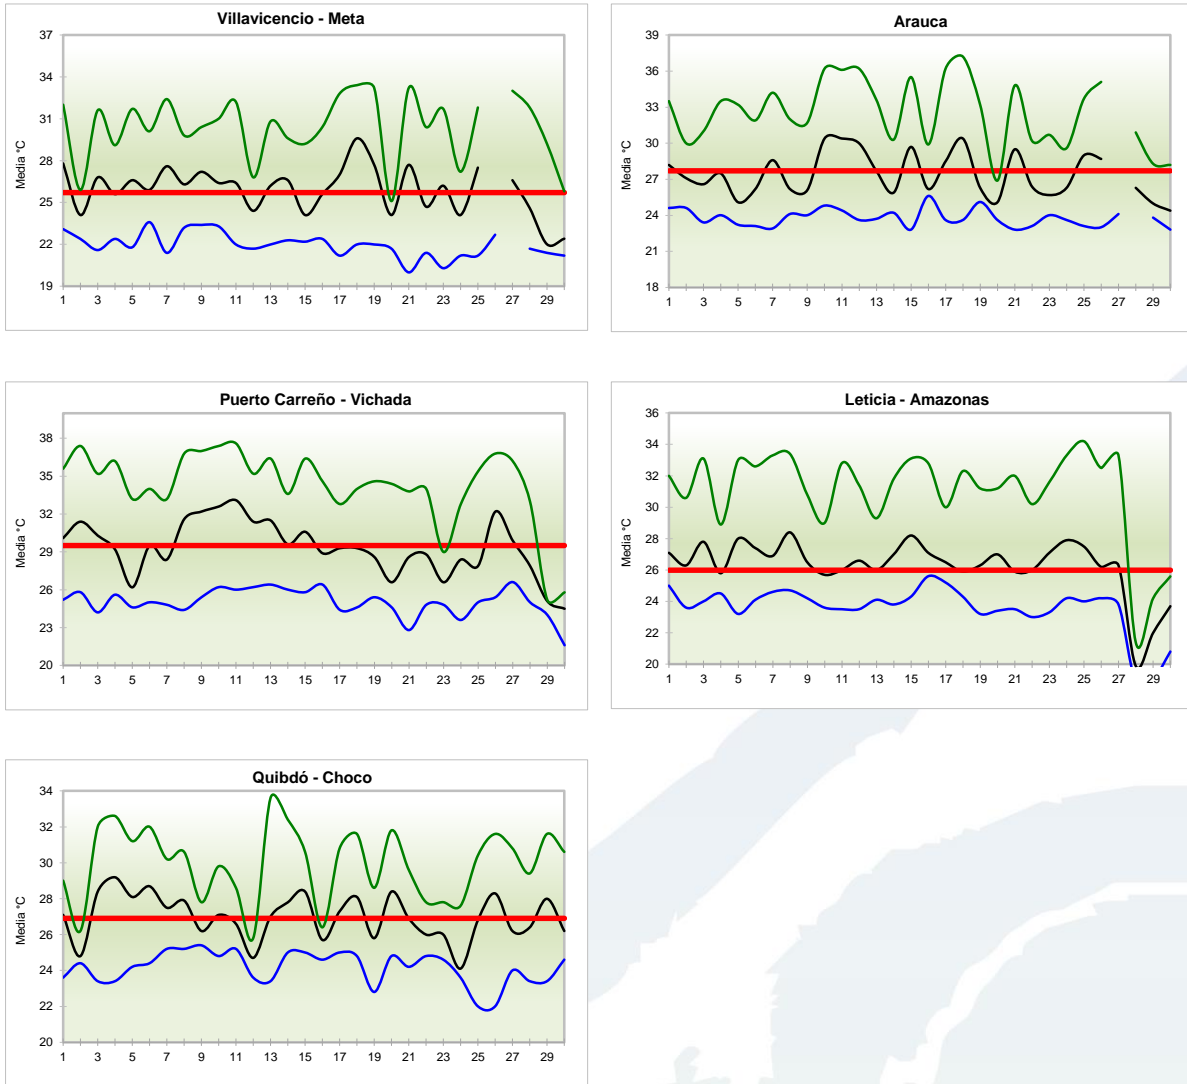 Villavicencio - Meta
37
34
31
28
25
22
19
Media °C
1 3 5 7 9 11 13 15 17 19 21 23 25 27 29
Arauca
39
36
33
30
27
24
21
18
Media °C
1 3 5 7 9 11 13 15 17 19 21 23 25 27 29
Puerto Carreño - Vichada
38
35
32
29
26
23
20
Media °C
1 3 5 7 9 11 13 15 17 19 21 23 25 27 29
Leticia - Amazonas
36
34
32
30
28
26
24
22
20
Media °C
1 3 5 7 9 11 13 15 17 19 21 23 25 27 29
Quibdó - Choco
34
32
30
28
26
24
22
20
Media °C
1 3 5 7 9 11 13 15 17 19 21 23 25 27 29